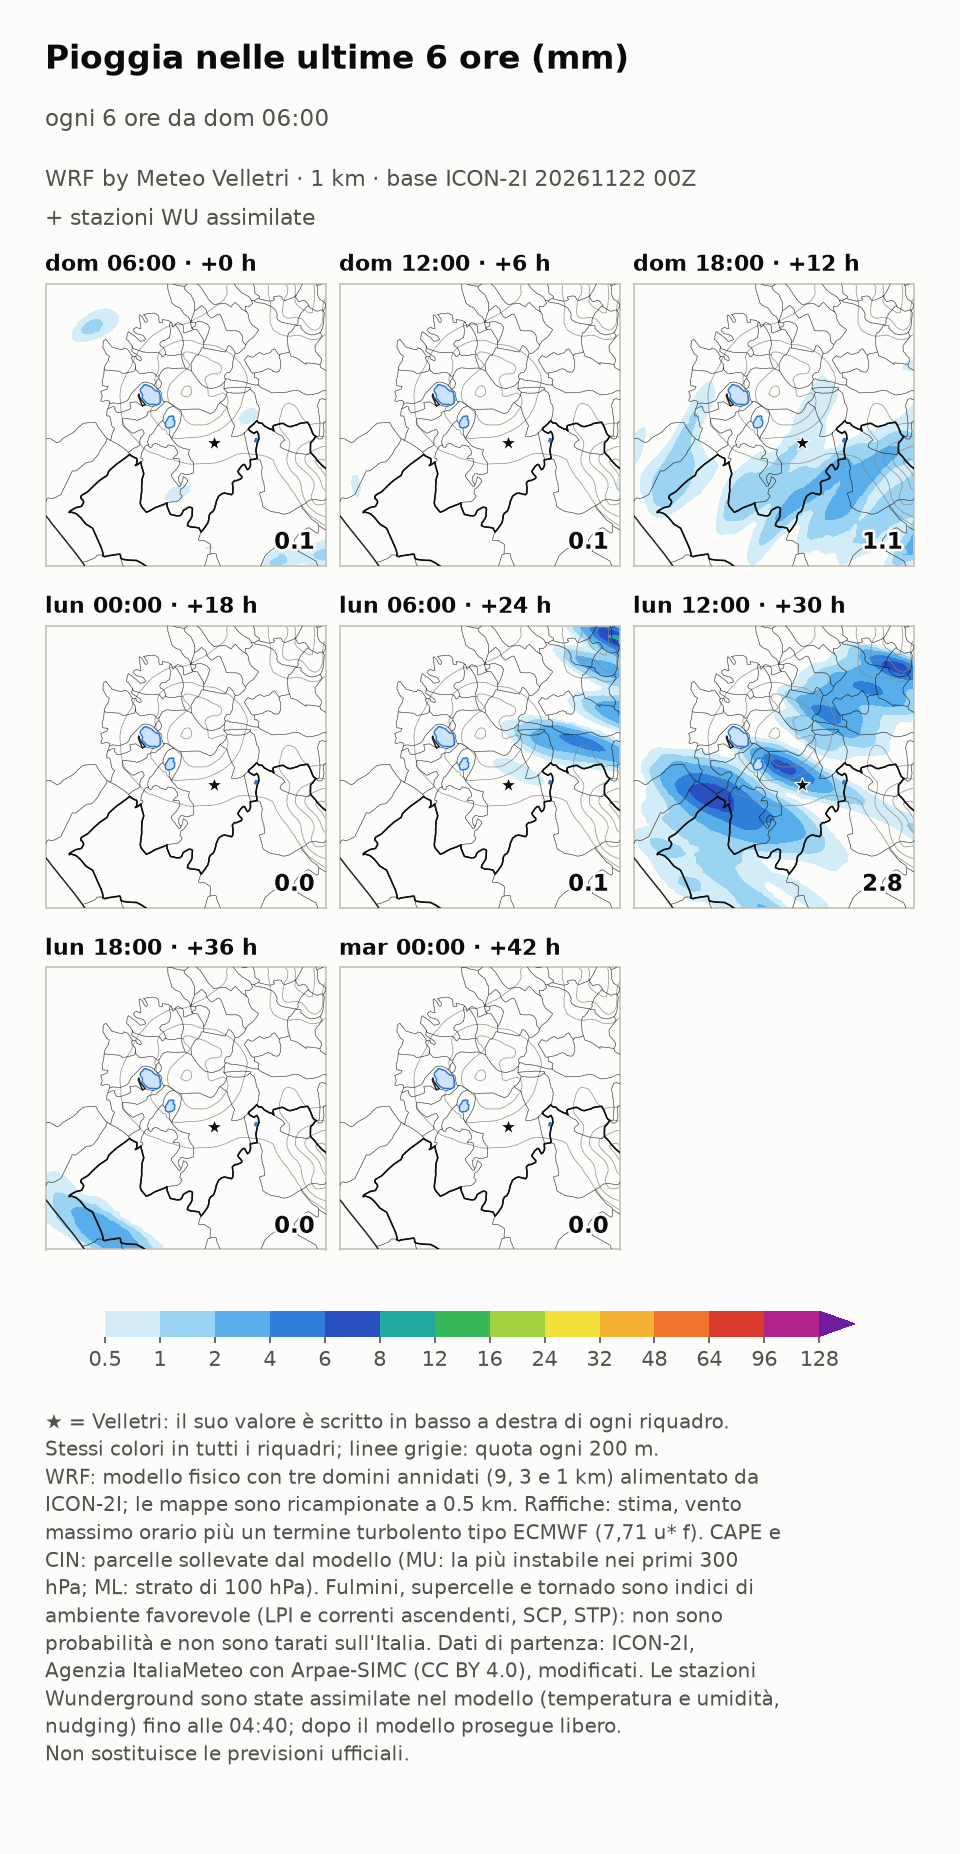 Pioggia nelle ultime 6 ore (mm)
ogni 6 ore da dom 06:00
WRF by Meteo Velletri · 1 km · base ICON-2I 20261122 00Z
+ stazioni WU assimilate
dom 06:00 · +0 h
dom 12:00 · +6 h
dom 18:00 · +12 h
0.1
0.1
1.1
lun 00:00 · +18 h
lun 06:00 · +24 h
lun 12:00 · +30 h
0.0
0.1
2.8
lun 18:00 · +36 h
mar 00:00 · +42 h
0.0
0.0
0.5 1 2 4 6 8 12 16 24 32 48 64 96 128
★ = Velletri: il suo valore è scritto in basso a destra di ogni riquadro.
Stessi colori in tutti i riquadri; linee grigie: quota ogni 200 m.
WRF: modello fisico con tre domini annidati (9, 3 e 1 km) alimentato da
ICON-2I; le mappe sono ricampionate a 0.5 km. Raffiche: stima, vento
massimo orario più un termine turbolento tipo ECMWF (7,71 u* f). CAPE e
CIN: parcelle sollevate dal modello (MU: la più instabile nei primi 300
hPa; ML: strato di 100 hPa). Fulmini, supercelle e tornado sono indici di
ambiente favorevole (LPI e correnti ascendenti, SCP, STP): non sono
probabilità e non sono tarati sull'Italia. Dati di partenza: ICON-2I,
Agenzia ItaliaMeteo con Arpae-SIMC (CC BY 4.0), modificati. Le stazioni
Wunderground sono state assimilate nel modello (temperatura e umidità,
nudging) fino alle 04:40; dopo il modello prosegue libero.
Non sostituisce le previsioni ufficiali.